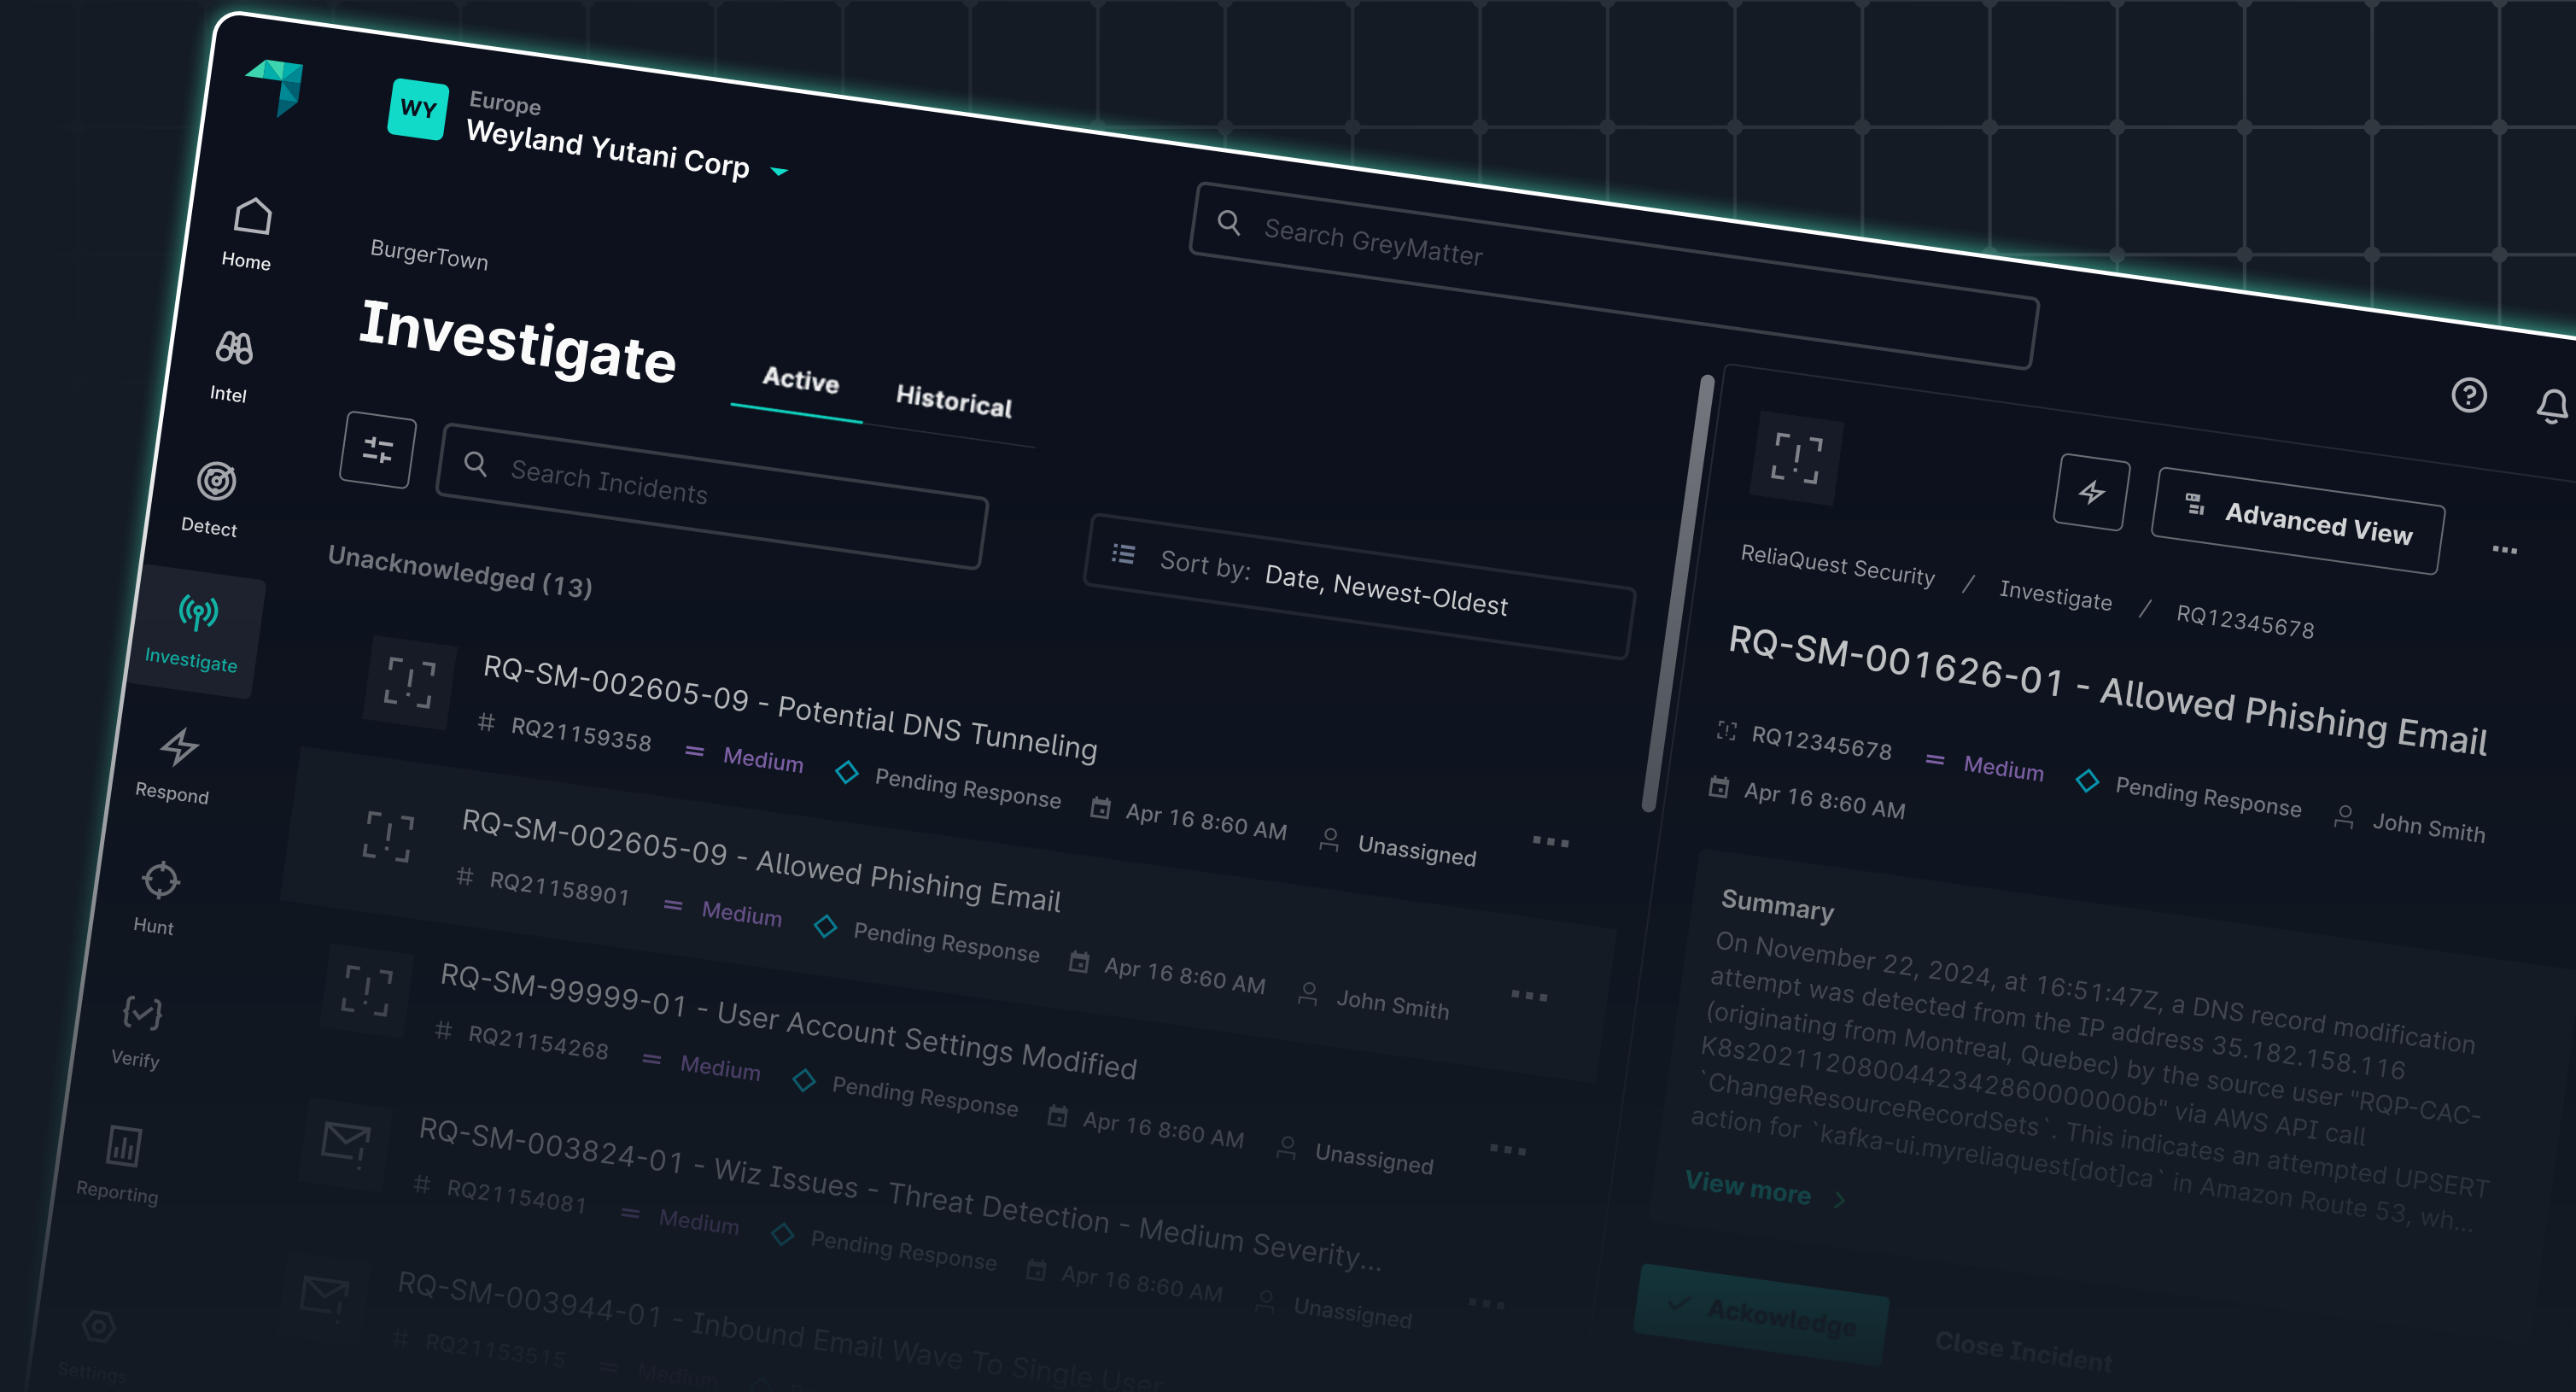 WY
Europe
Weyland Yutani Corp
Search GreyMatter
Home
Intel
Detect
Investigate
Respond
Hunt
Verify
Reporting
Settings
BurgerTown
Investigate
Active
Historical
Search Incidents
Sort by: Date, Newest-Oldest
Unacknowledged (13)
RQ-SM-002605-09 - Potential DNS Tunneling
# RQ21159358 = Medium Pending Response Apr 16 8:60 AM Unassigned
RQ-SM-002605-09 - Allowed Phishing Email
# RQ21158901 = Medium Pending Response Apr 16 8:60 AM John Smith
RQ-SM-99999-01 - User Account Settings Modified
# RQ21154268 = Medium Pending Response Apr 16 8:60 AM Unassigned
RQ-SM-003824-01 - Wiz Issues - Threat Detection - Medium Severity...
# RQ21154081 = Medium Pending Response Apr 16 8:60 AM Unassigned
RQ-SM-003944-01 - Inbound Email Wave To Single User
# RQ21153515 = Medium
Advanced View
ReliaQuest Security / Investigate / RQ12345678
RQ-SM-001626-01 - Allowed Phishing Email
RQ12345678 = Medium Pending Response John Smith
Apr 16 8:60 AM
Summary
On November 22, 2024, at 16:51:47Z, a DNS record modification
attempt was detected from the IP address 35.182.158.116
(originating from Montreal, Quebec) by the source user "RQP-CAC-
K8s20211208004423428600000000b" via AWS API call
`ChangeResourceRecordSets`. This indicates an attempted UPSERT
action for `kafka-ui.myreliaquest[dot]ca` in Amazon Route 53, wh...
View more
Ackowledge
Close Incident